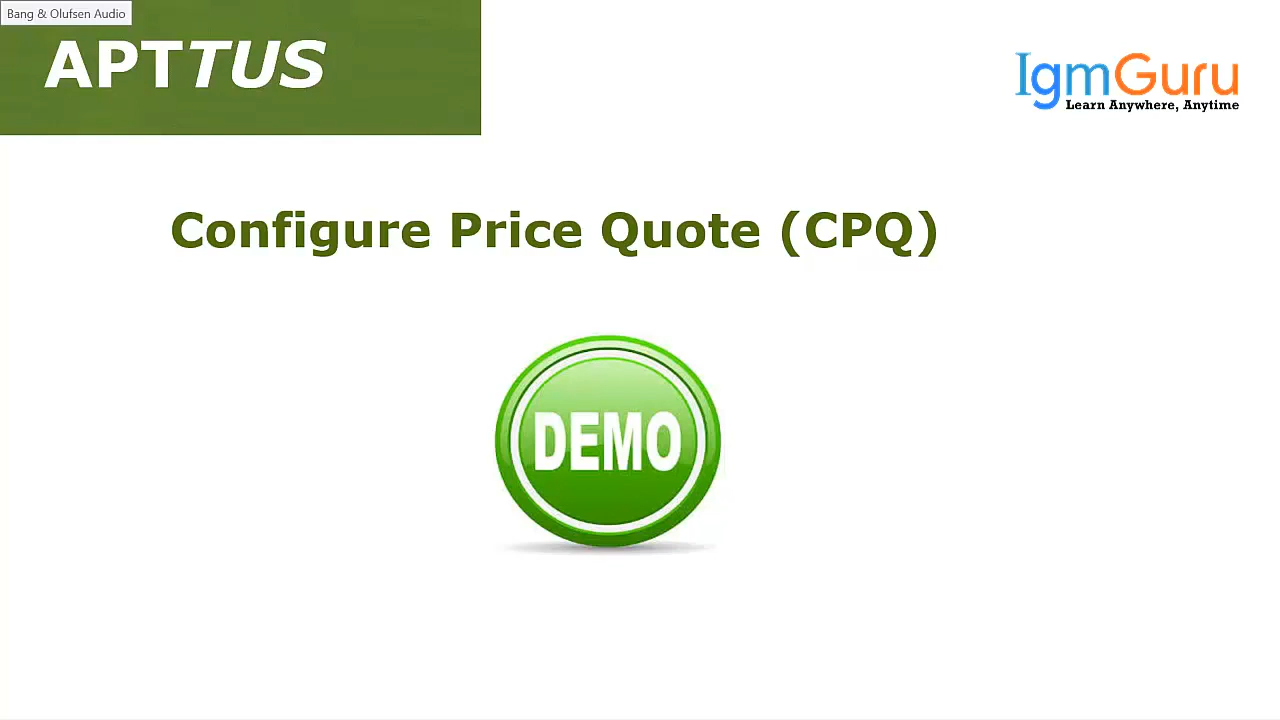 Bang & Olufsen Audio
APTTUS
IgmGuru
Learn Anywhere, Anytime
Configure Price Quote (CPQ)
DEMO